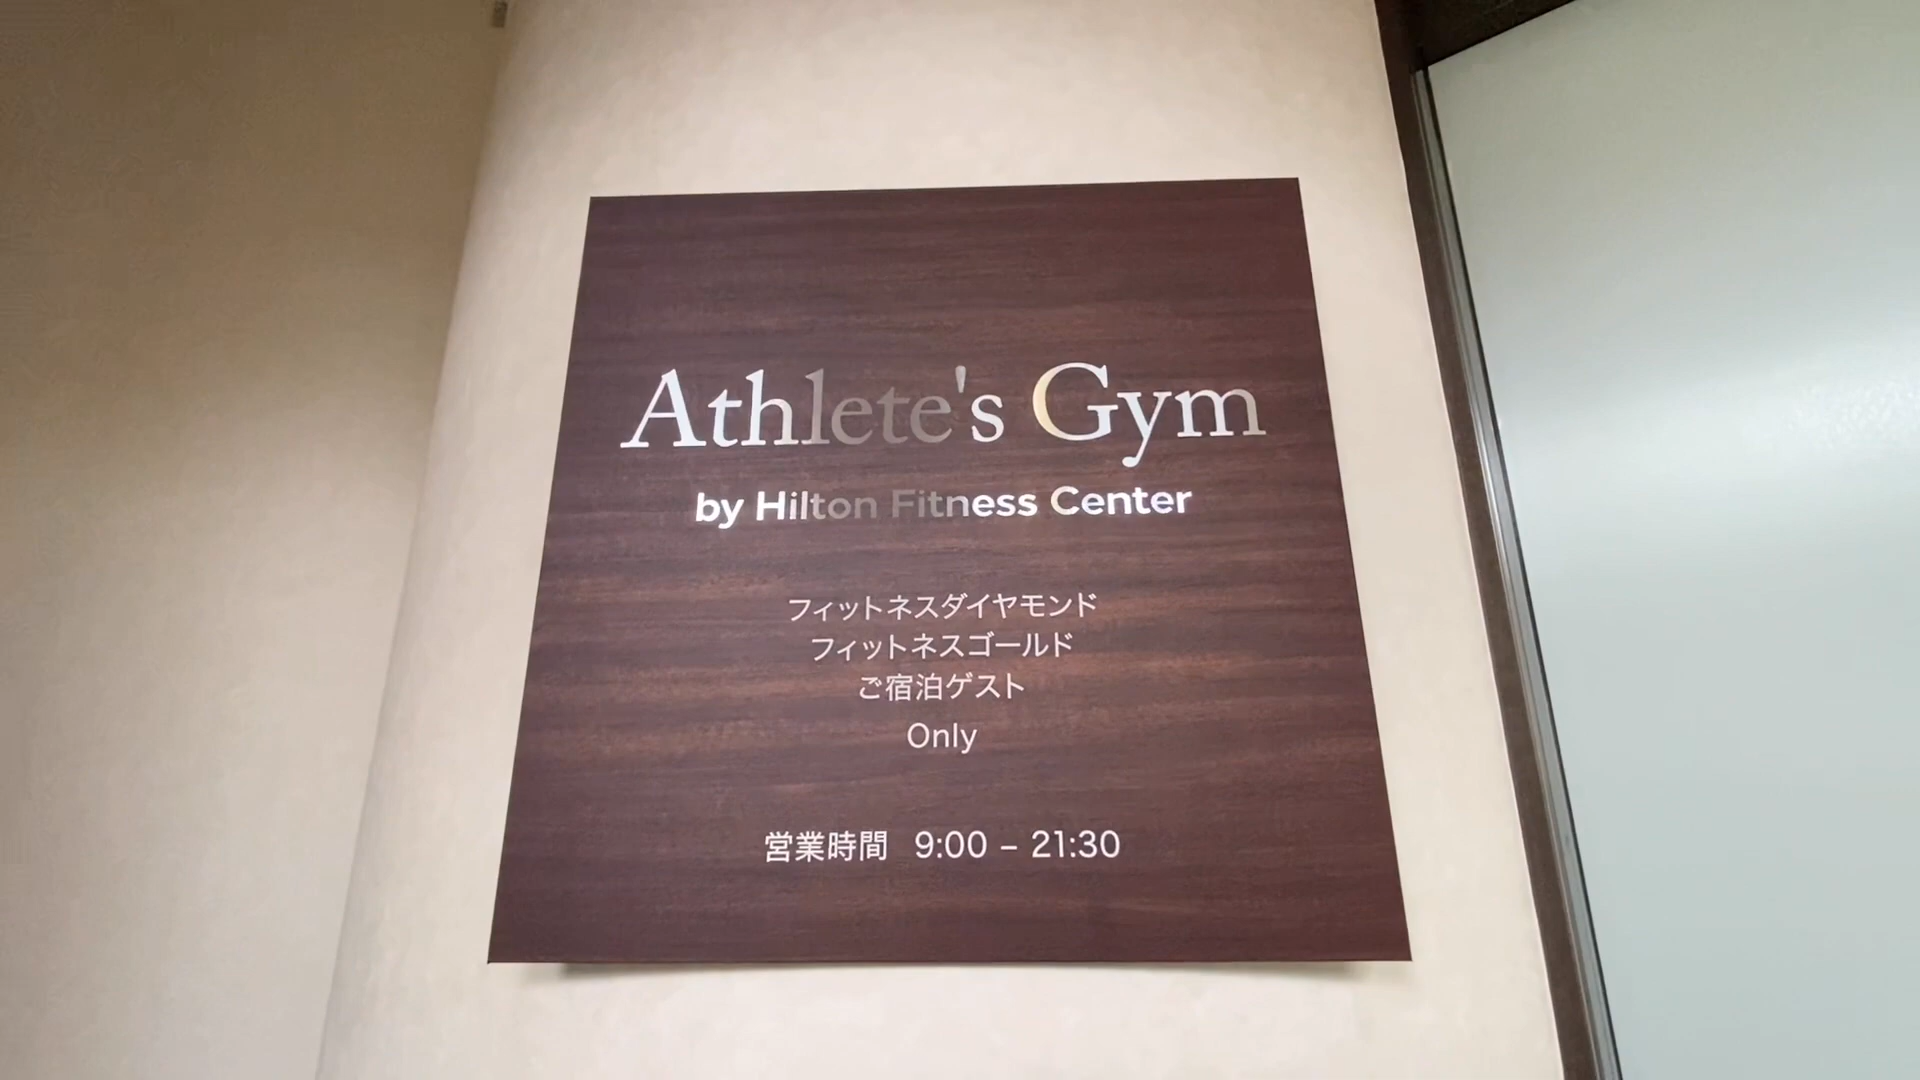 Athlete's Gym
by Hilton Fitness Center
フィットネスダイヤモンド
フィットネスゴールド
ご宿泊ゲスト
Only
営業時間 9:00 – 21:30